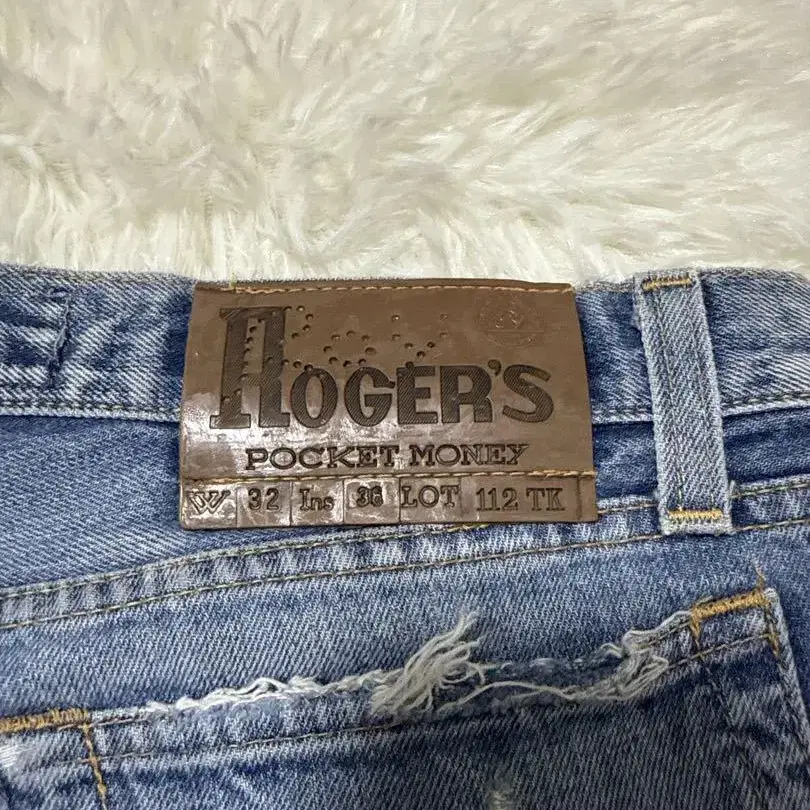 ROGER'S
POCKET MONEY
W 32 Ins 36 LOT 112 TK